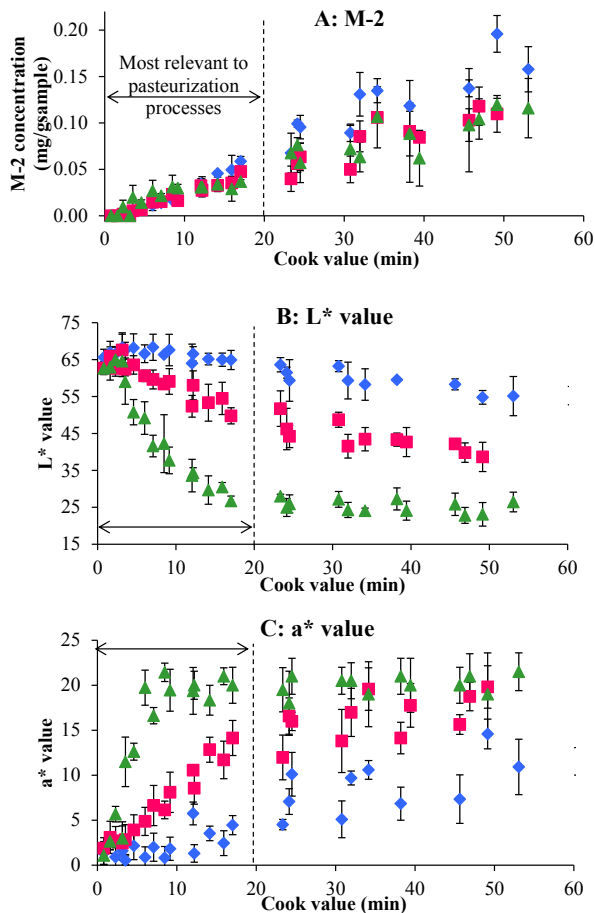 A: M-2
M-2 concentration
(mg/gsample)
0.20
0.15
0.10
0.05
0.00
Most relevant to
pasteurization
processes
0 10 20 30 40 50 60
Cook value (min)
B: L* value
L* value
75
65
55
45
35
25
15
0 10 20 30 40 50 60
Cook value (min)
C: a* value
a* value
25
20
15
10
5
0
0 10 20 30 40 50 60
Cook value (min)